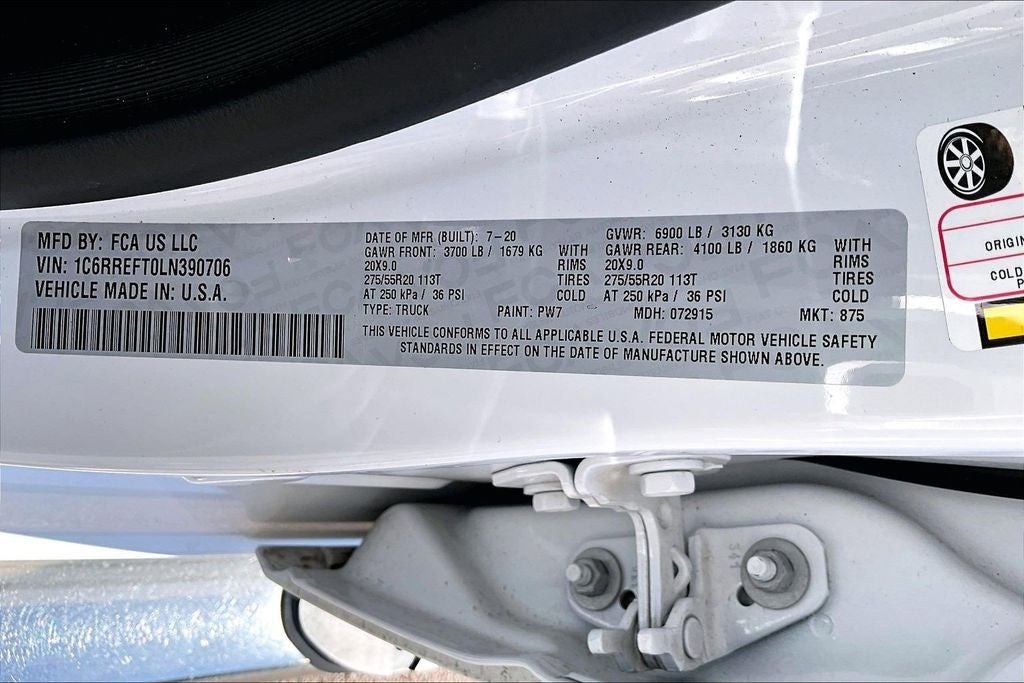 MFD BY: FCA US LLC
VIN: 1C6RREFT0LN390706
VEHICLE MADE IN: U.S.A.
DATE OF MFR (BUILT): 7-20
GAWR FRONT: 3700 LB / 1679 KG WITH
20X9.0 RIMS
275/55R20 113T TIRES
AT 250 kPa / 36 PSI COLD
GVWR: 6900 LB / 3130 KG
GAWR REAR: 4100 LB / 1860 KG WITH
20X9.0 RIMS
275/55R20 113T TIRES
AT 250 kPa / 36 PSI COLD
TYPE: TRUCK PAINT: PW7 MDH: 072915 MKT: 875
THIS VEHICLE CONFORMS TO ALL APPLICABLE U.S.A. FEDERAL MOTOR VEHICLE SAFETY
STANDARDS IN EFFECT ON THE DATE OF MANUFACTURE SHOWN ABOVE.
COLD
341